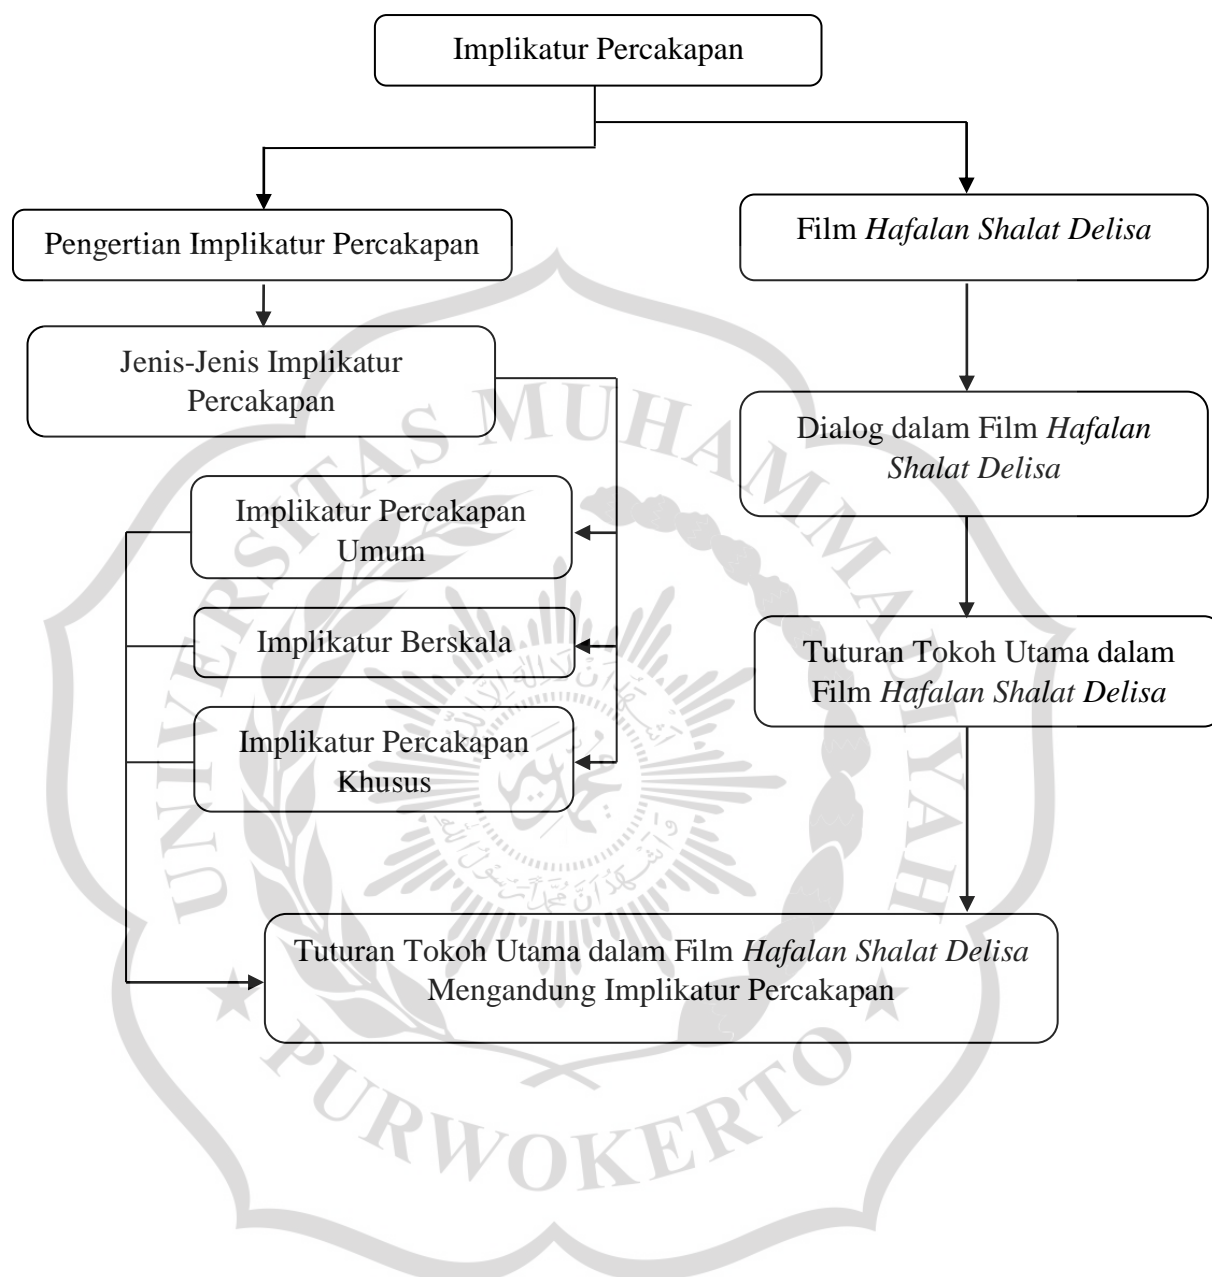 Implikatur Percakapan
Pengertian Implikatur Percakapan
Film Hafalan Shalat Delisa
Jenis-Jenis Implikatur
Percakapan
Dialog dalam Film Hafalan
Shalat Delisa
Implikatur Percakapan
Umum
Implikatur Berskala
Tuturan Tokoh Utama dalam
Film Hafalan Shalat Delisa
Implikatur Percakapan
Khusus
Tuturan Tokoh Utama dalam Film Hafalan Shalat Delisa
Mengandung Implikatur Percakapan
UNIVERSITAS MUHAMMADIYAH
PURWOKERTO